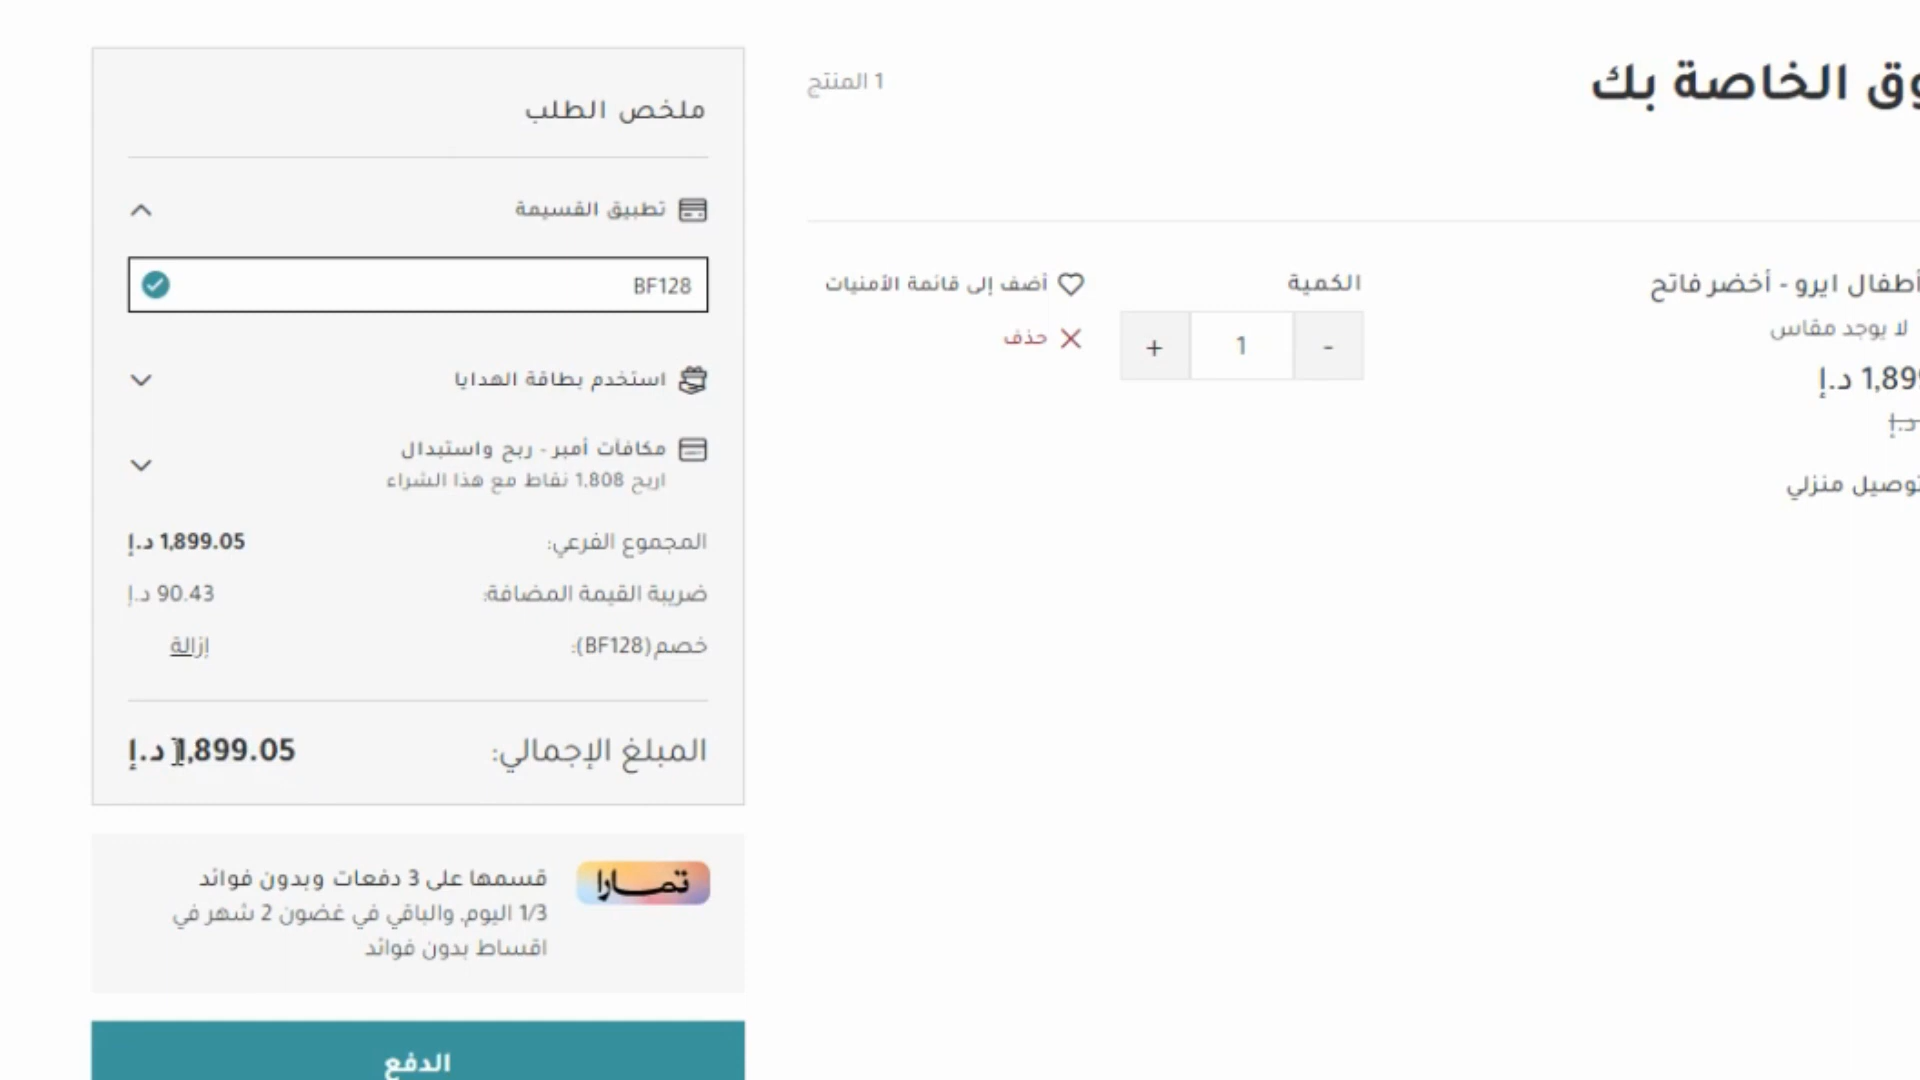 وق الخاصة بك
1 المنتج
أطفال ايرو - أخضر فاتح
لا يوجد مقاس
1,899 د.إ
د.إ
توصيل منزلي
الكمية
- 1 +
أضف إلى قائمة الأمنيات
حذف
ملخص الطلب
تطبيق القسيمة
BF128
استخدم بطاقة الهدايا
مكافآت أمبر - ربح واستبدال
اربح 1,808 نقاط مع هذا الشراء
المجموع الفرعي: 1,899.05 د.إ
ضريبة القيمة المضافة: 90.43 د.إ
خصم(BF128): إزالة
المبلغ الإجمالي: 1,899.05 د.إ
تمارا
قسمها على 3 دفعات وبدون فوائد
1/3 اليوم, والباقي في غضون 2 شهر في
اقساط بدون فوائد
الدفع